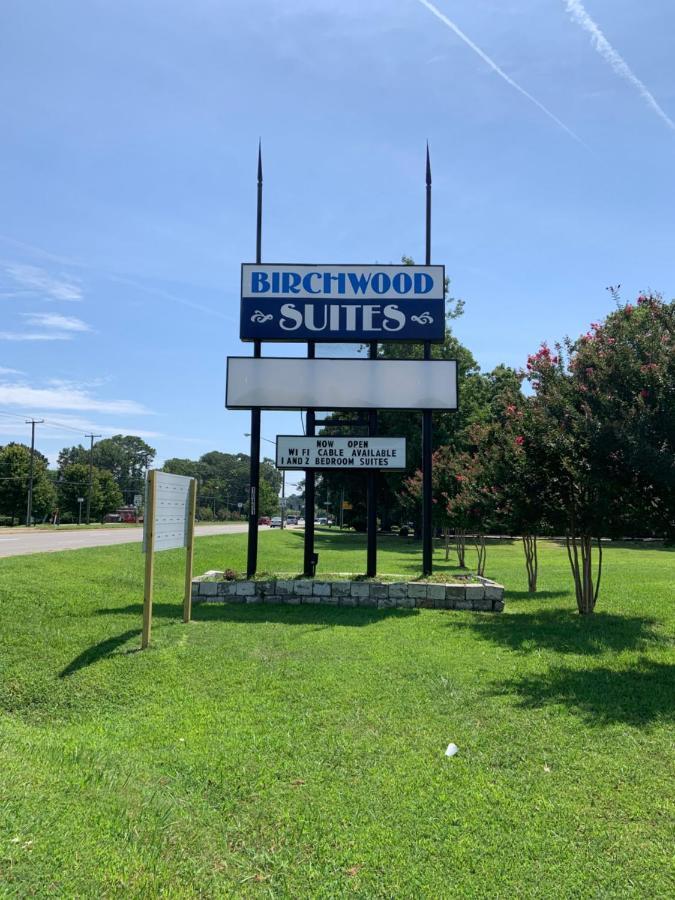 BIRCHWOOD
SUITES
NOW OPEN
WI FI CABLE AVAILABLE
1 AND 2 BEDROOM SUITES